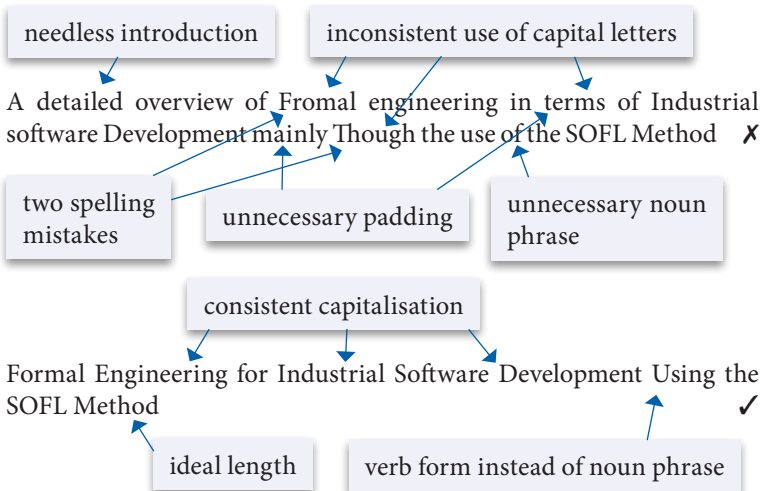 needless introduction
inconsistent use of capital letters
A detailed overview of Fromal engineering in terms of Industrial
software Development mainly Though the use of the SOFL Method ✗
two spelling
mistakes
unnecessary padding
unnecessary noun
phrase
consistent capitalisation
Formal Engineering for Industrial Software Development Using the
SOFL Method ✓
ideal length
verb form instead of noun phrase